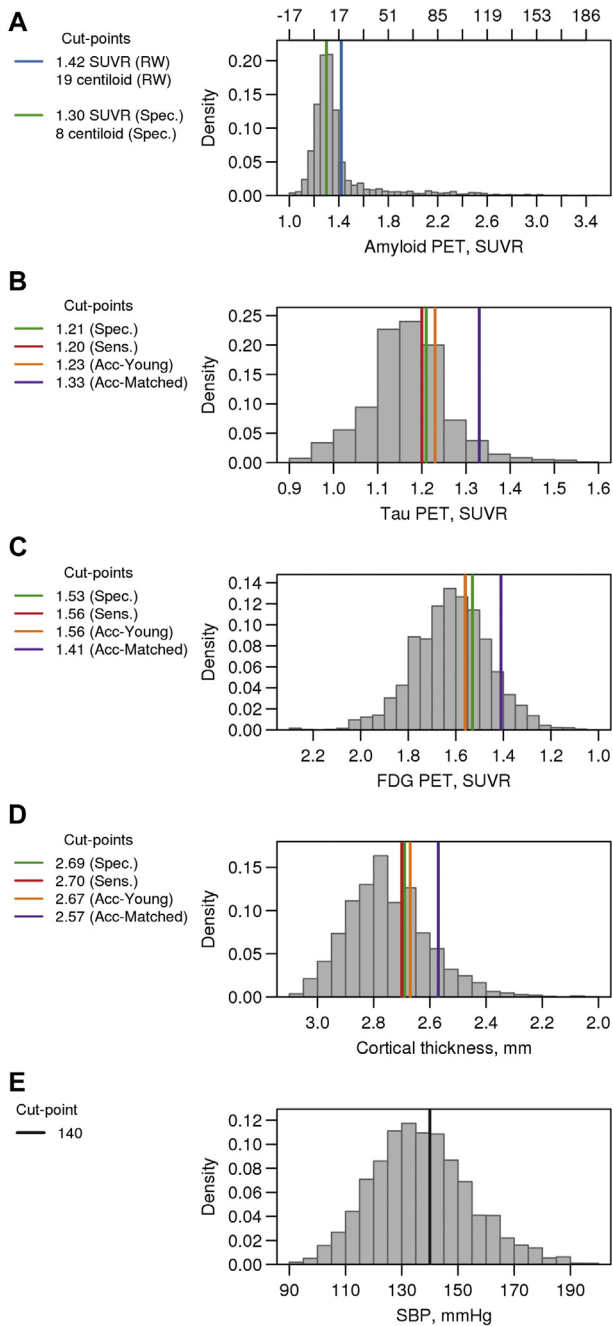 A
-17 17 51 85 119 153 186
Cut-points
1.42 SUVR (RW)
19 centiloid (RW)
1.30 SUVR (Spec.)
8 centiloid (Spec.)
Density
0.20
0.15
0.10
0.05
0.00
1.0 1.4 1.8 2.2 2.6 3.0 3.4
Amyloid PET, SUVR
B
Cut-points
1.21 (Spec.)
1.20 (Sens.)
1.23 (Acc-Young)
1.33 (Acc-Matched)
Density
0.25
0.20
0.15
0.10
0.05
0.00
0.9 1.0 1.1 1.2 1.3 1.4 1.5 1.6
Tau PET, SUVR
C
Cut-points
1.53 (Spec.)
1.56 (Sens.)
1.56 (Acc-Young)
1.41 (Acc-Matched)
Density
0.14
0.12
0.10
0.08
0.06
0.04
0.02
0.00
2.2 2.0 1.8 1.6 1.4 1.2 1.0
FDG PET, SUVR
D
Cut-points
2.69 (Spec.)
2.70 (Sens.)
2.67 (Acc-Young)
2.57 (Acc-Matched)
Density
0.15
0.10
0.05
0.00
3.0 2.8 2.6 2.4 2.2 2.0
Cortical thickness, mm
E
Cut-point
140
Density
0.12
0.10
0.08
0.06
0.04
0.02
0.00
90 110 130 150 170 190
SBP, mmHg